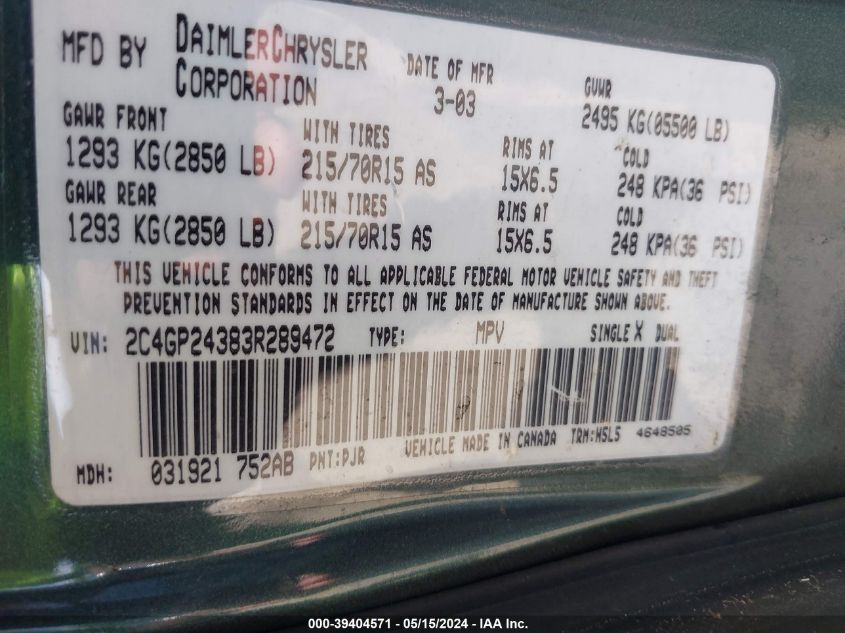 MFD BY DAIMLERCHRYSLER CORPORATION
DATE OF MFR 3-03
GVWR 2495 KG(05500 LB)
GAWR FRONT WITH TIRES RIMS AT COLD
1293 KG(2850 LB) 215/70R15 AS 15X6.5 248 KPA(36 PSI)
GAWR REAR WITH TIRES RIMS AT COLD
1293 KG(2850 LB) 215/70R15 AS 15X6.5 248 KPA(36 PSI)
THIS VEHICLE CONFORMS TO ALL APPLICABLE FEDERAL MOTOR VEHICLE SAFETY AND THEFT
PREVENTION STANDARDS IN EFFECT ON THE DATE OF MANUFACTURE SHOWN ABOVE.
VIN: 2C4GP24383R289472 TYPE: MPV SINGLE X DUAL
MDH: 031921 752AB PNT:PJR VEHICLE MADE IN CANADA TRM:HSL5 4648505
000-39404571 - 05/15/2024 - IAA Inc.